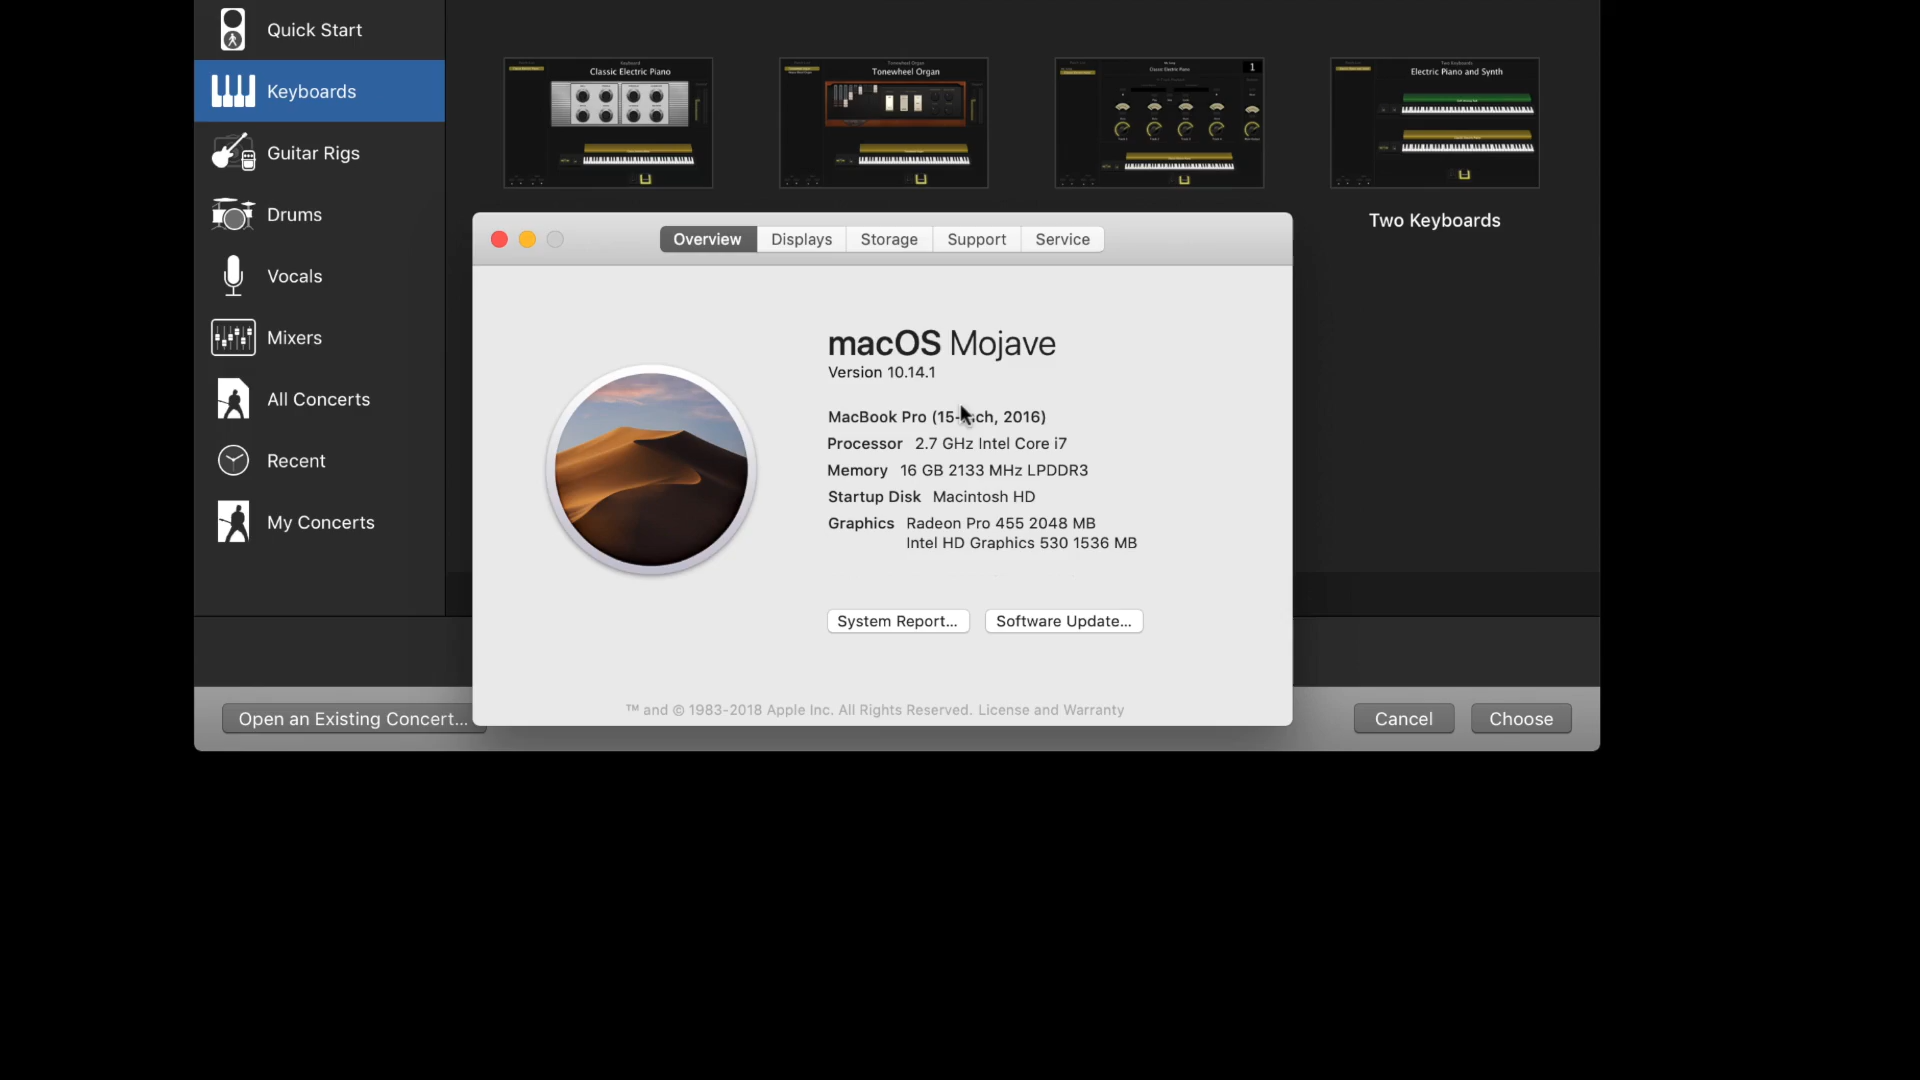 Quick Start
Keyboards
Guitar Rigs
Drums
Vocals
Mixers
All Concerts
Recent
My Concerts
Classic Electric Piano
Tonewheel Organ
Classic Electric Piano
1
Electric Piano and Synth
Two Keyboards
Overview
Displays
Storage
Support
Service
macOS Mojave
Version 10.14.1
MacBook Pro (15- ch, 2016)
Processor 2.7 GHz Intel Core i7
Memory 16 GB 2133 MHz LPDDR3
Startup Disk Macintosh HD
Graphics Radeon Pro 455 2048 MB
Intel HD Graphics 530 1536 MB
System Report...
Software Update...
™ and © 1983-2018 Apple Inc. All Rights Reserved. License and Warranty
Open an Existing Concert...
Cancel
Choose